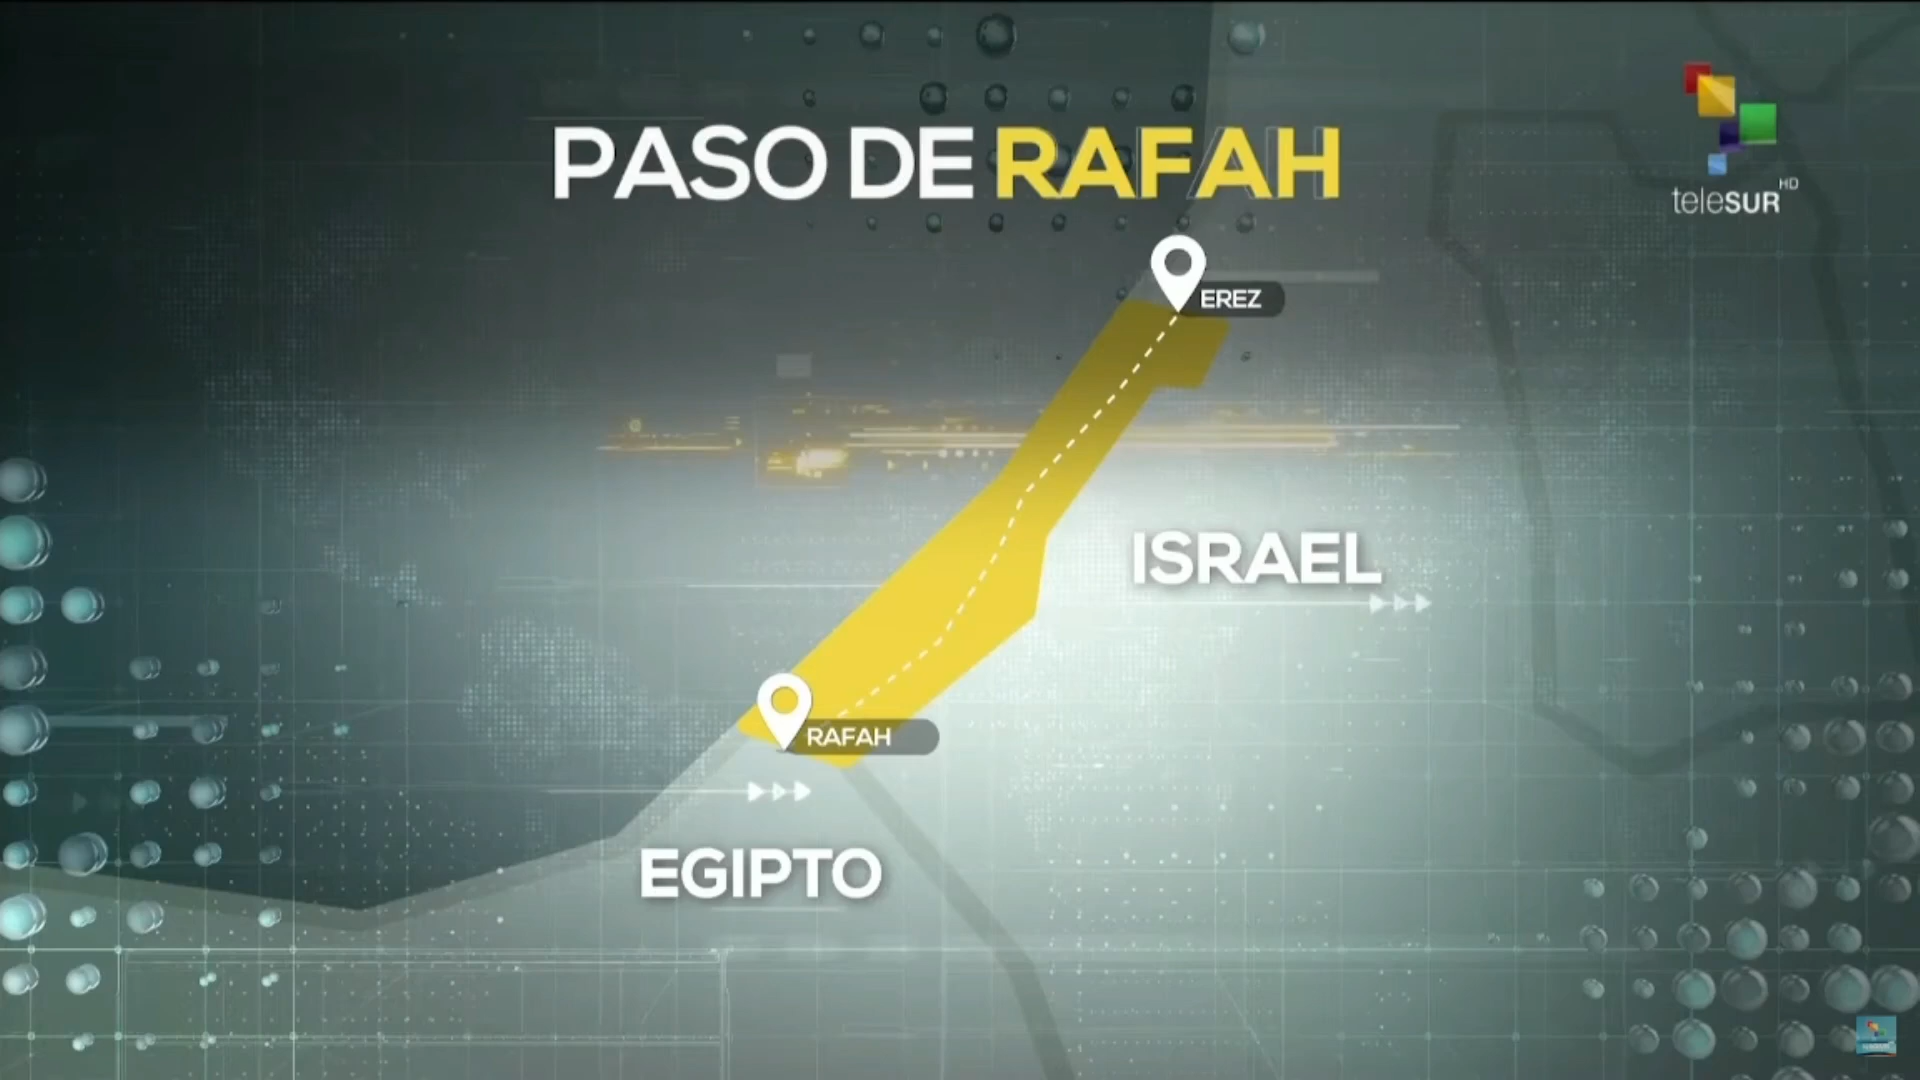 PASO DE RAFAH
teleSUR HD
EREZ
ISRAEL
RAFAH
EGIPTO